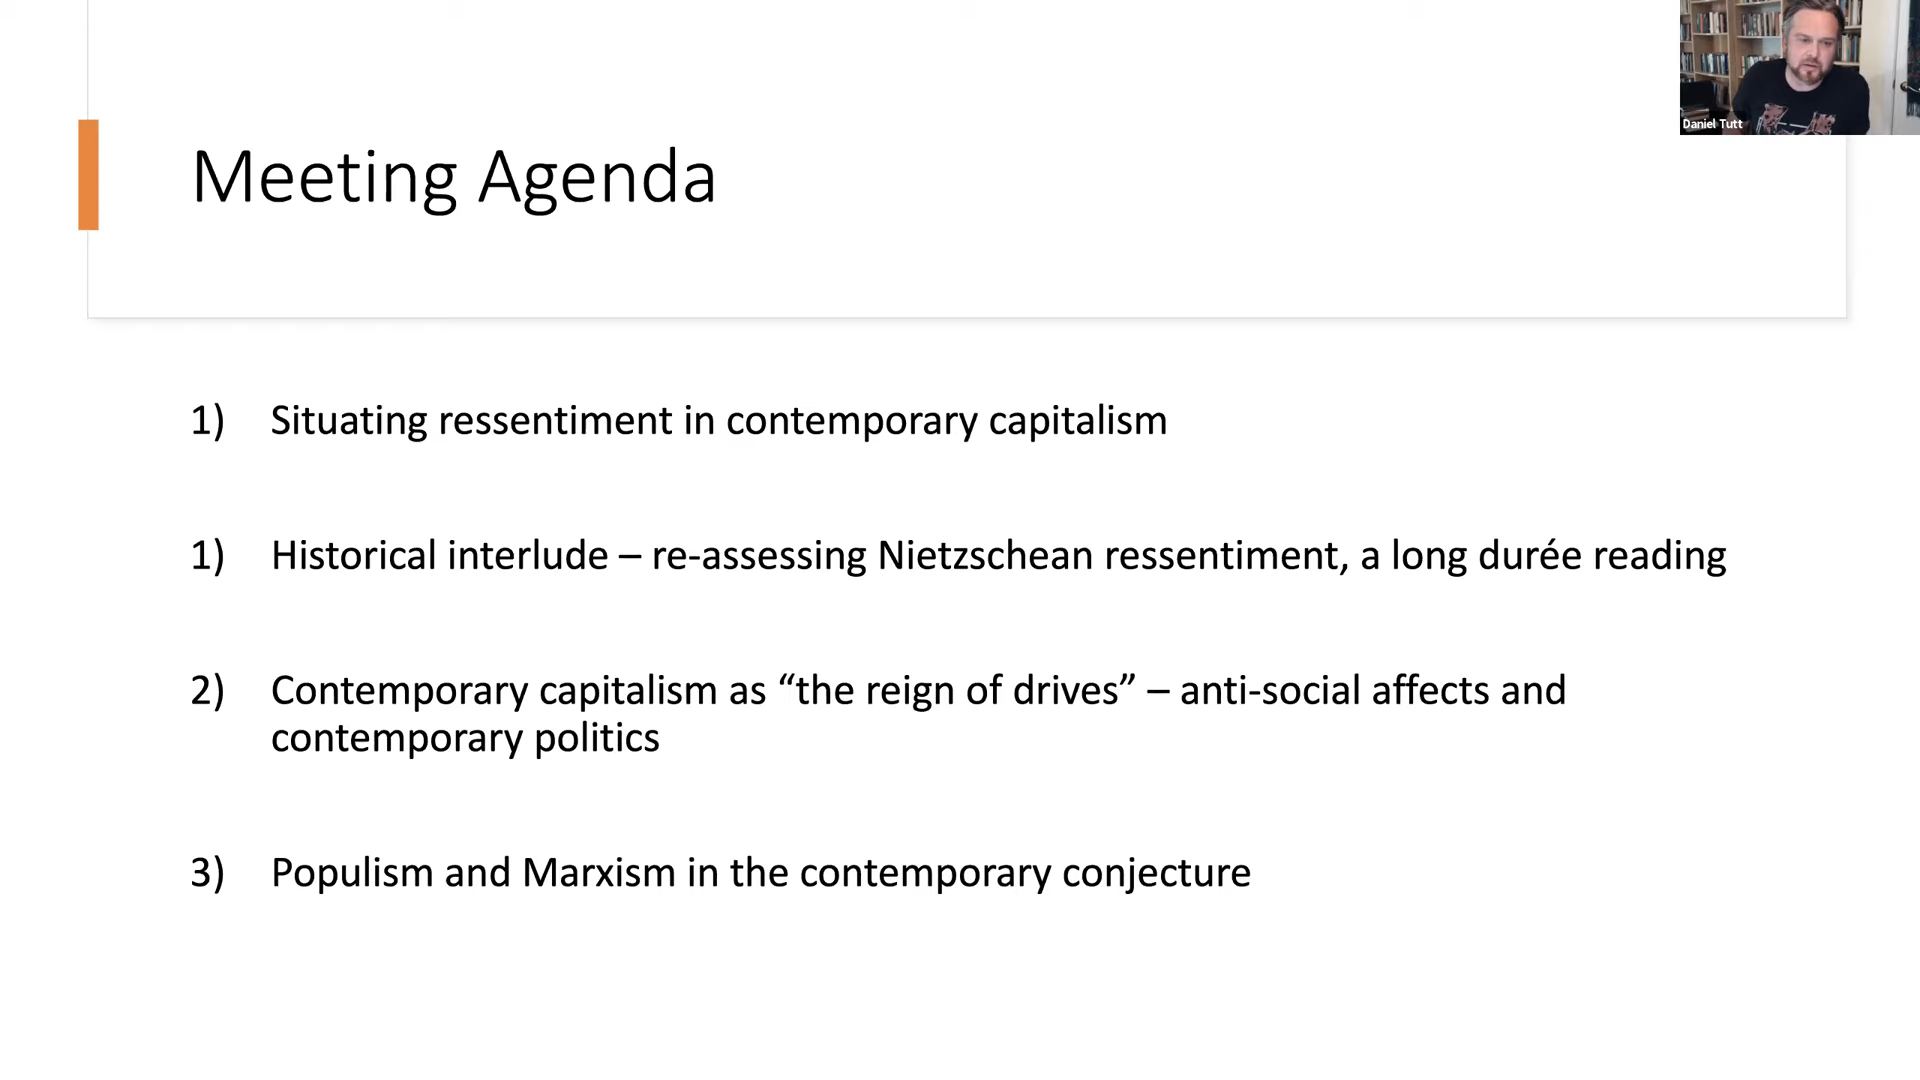 Daniel Tutt
Meeting Agenda
1) Situating ressentiment in contemporary capitalism
1) Historical interlude – re-assessing Nietzschean ressentiment, a long durée reading
2) Contemporary capitalism as “the reign of drives” – anti-social affects and
contemporary politics
3) Populism and Marxism in the contemporary conjecture